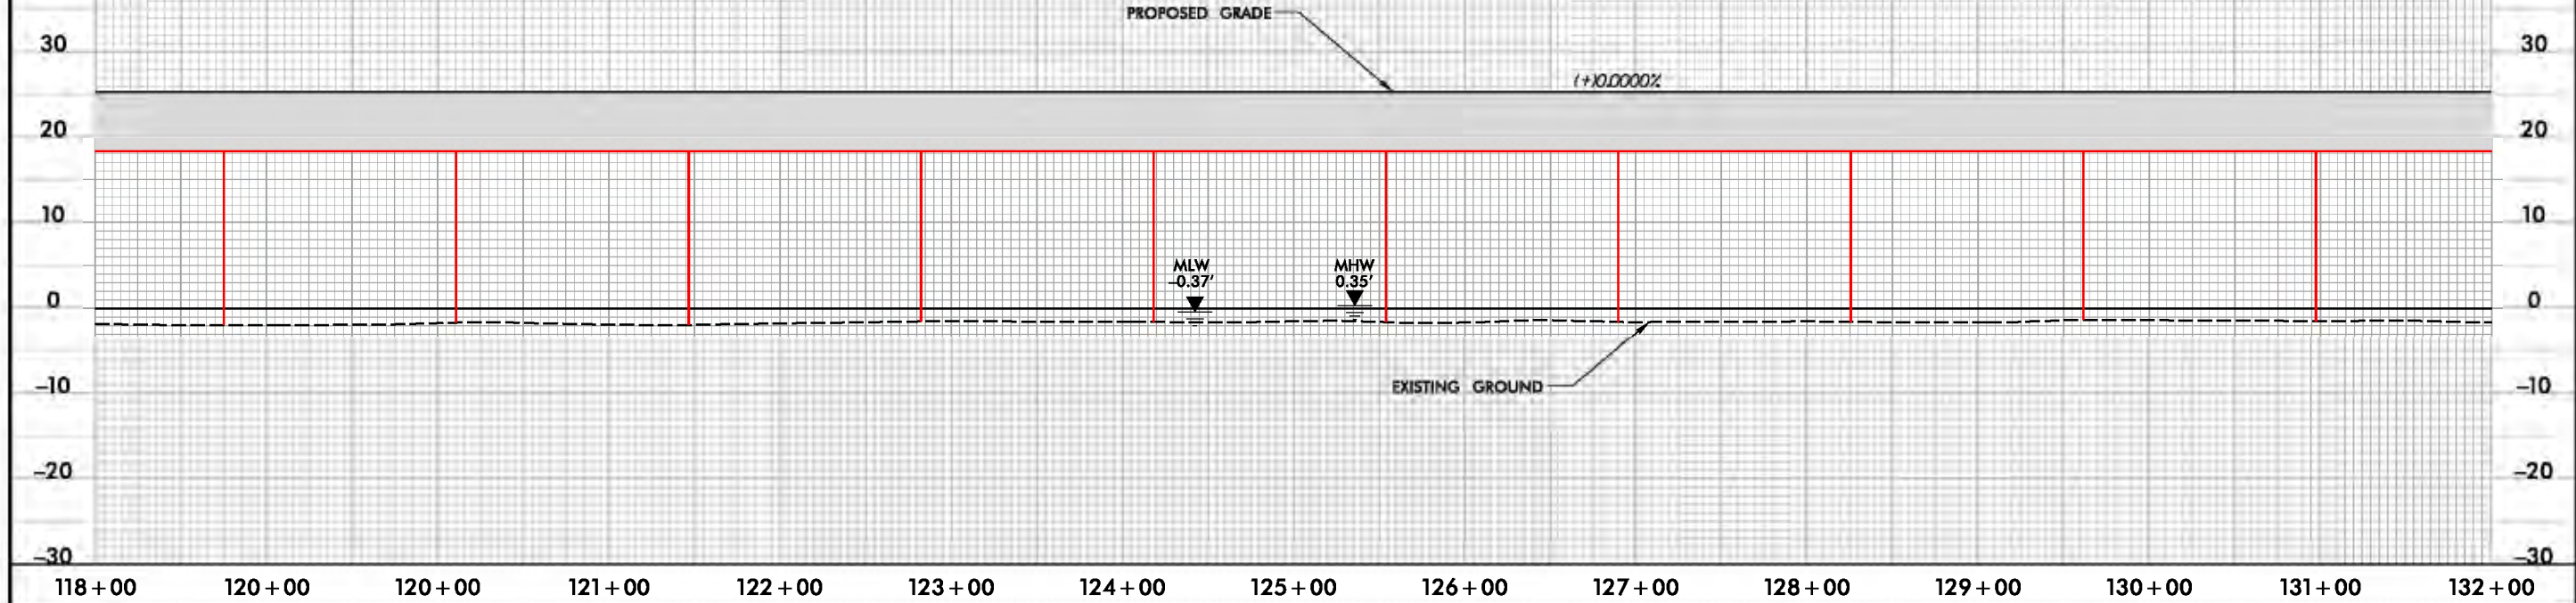 PROPOSED GRADE
30 30
(+)0.0000%
20 20
10 10
MLW MHW
-0.37' 0.35'
0 0
-10 EXISTING GROUND -10
-20 -20
-30 -30
118+00 120+00 120+00 121+00 122+00 123+00 124+00 125+00 126+00 127+00 128+00 129+00 130+00 131+00 132+00